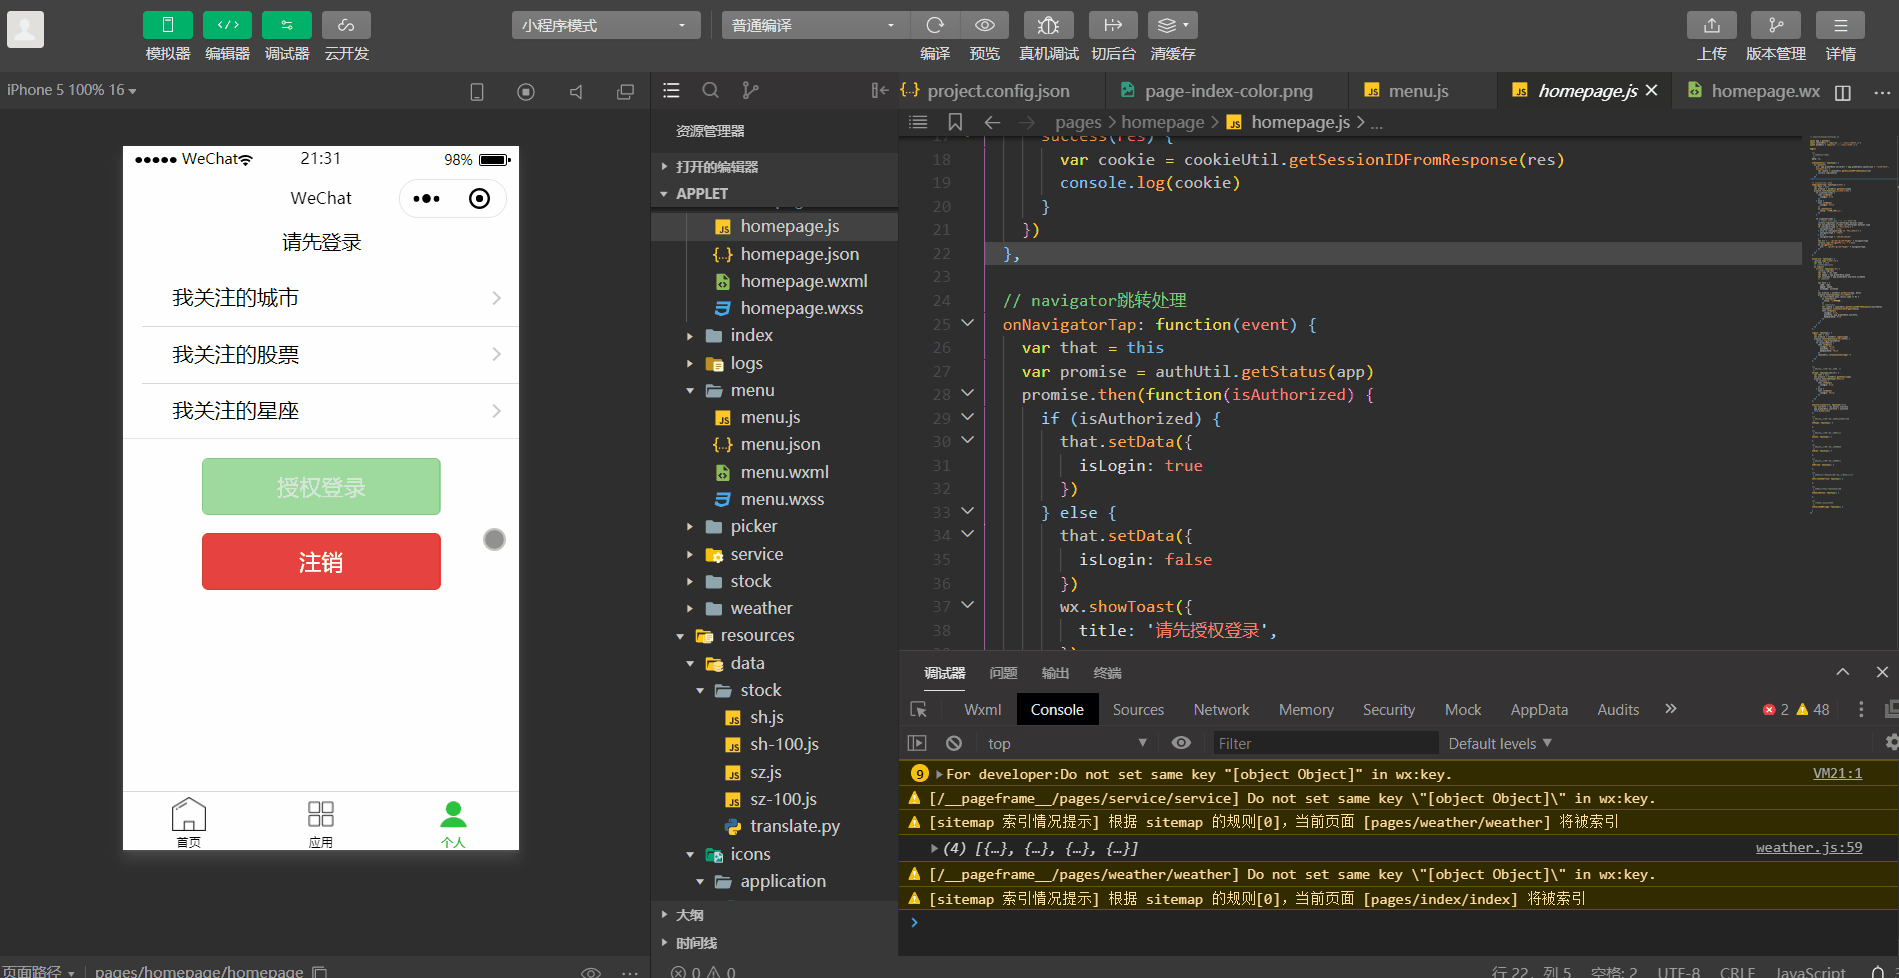 小程序模式
普通编译
模拟器 编辑器 调试器 云开发
编译 预览 真机调试 切后台 清缓存
上传 版本管理 详情
iPhone 5 100% 16
WeChat 21:31 98%
WeChat
请先登录
我关注的城市
我关注的股票
我关注的星座
授权登录
注销
首页 应用 个人
页面路径 pages/homepage/homepage
资源管理器
打开的编辑器
APPLET
homepage.js
homepage.json
homepage.wxml
homepage.wxss
index
logs
menu
menu.js
menu.json
menu.wxml
menu.wxss
picker
service
stock
weather
resources
data
stock
sh.js
sh-100.js
sz.js
sz-100.js
translate.py
icons
application
大纲
时间线
0 0
project.config.json page-index-color.png menu.js homepage.js homepage.wx
pages > homepage > homepage.js > ...
success(res) {
18 var cookie = cookieUtil.getSessionIDFromResponse(res)
19 console.log(cookie)
20 }
21 })
22 },
23
24 // navigator跳转处理
25 onNavigatorTap: function(event) {
26 var that = this
27 var promise = authUtil.getStatus(app)
28 promise.then(function(isAuthorized) {
29 if (isAuthorized) {
30 that.setData({
31 isLogin: true
32 })
33 } else {
34 that.setData({
35 isLogin: false
36 })
37 wx.showToast({
38 title: '请先授权登录',
调试器 问题 输出 终端
Wxml Console Sources Network Memory Security Mock AppData Audits 2 48
top Filter Default levels
9 For developer:Do not set same key "[object Object]" in wx:key. VM21:1
[/__pageframe__/pages/service/service] Do not set same key \"[object Object]\" in wx:key.
[sitemap 索引情况提示] 根据 sitemap 的规则[0]，当前页面 [pages/weather/weather] 将被索引
(4) [{…}, {…}, {…}, {…}] weather.js:59
[/__pageframe__/pages/weather/weather] Do not set same key \"[object Object]\" in wx:key.
[sitemap 索引情况提示] 根据 sitemap 的规则[0]，当前页面 [pages/index/index] 将被索引
行 22，列 5 空格: 2 UTF-8 CRLF JavaScript